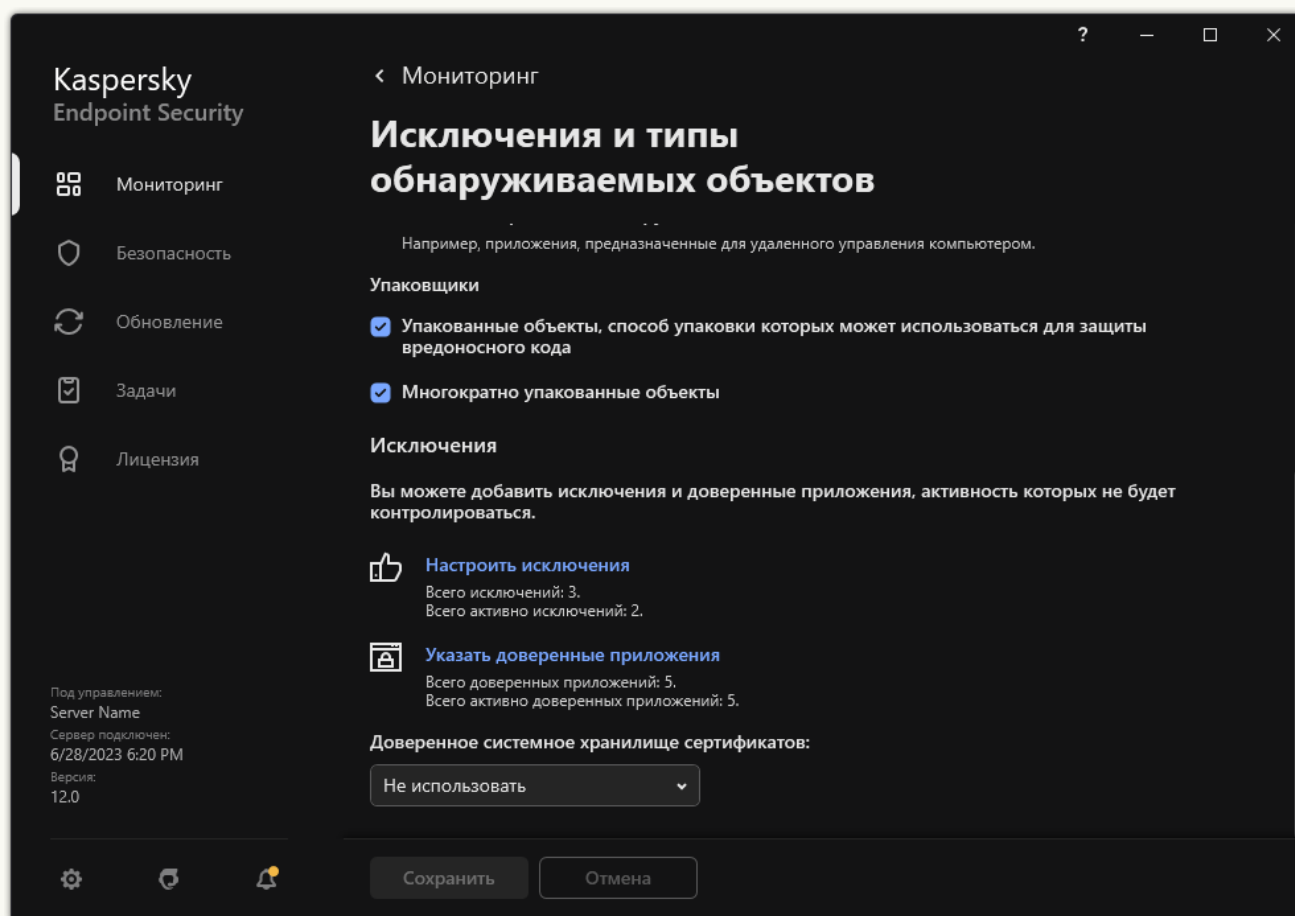 ?
Kaspersky
Endpoint Security
Мониторинг
Безопасность
Обновление
Задачи
Лицензия
Под управлением:
Server Name
Сервер подключен:
6/28/2023 6:20 PM
Версия:
12.0
Мониторинг
Исключения и типы
обнаруживаемых объектов
Например, приложения, предназначенные для удаленного управления компьютером.
Упаковщики
Упакованные объекты, способ упаковки которых может использоваться для защиты
вредоносного кода
Многократно упакованные объекты
Исключения
Вы можете добавить исключения и доверенные приложения, активность которых не будет
контролироваться.
Настроить исключения
Всего исключений: 3.
Всего активно исключений: 2.
Указать доверенные приложения
Всего доверенных приложений: 5.
Всего активно доверенных приложений: 5.
Доверенное системное хранилище сертификатов:
Не использовать
Сохранить
Отмена